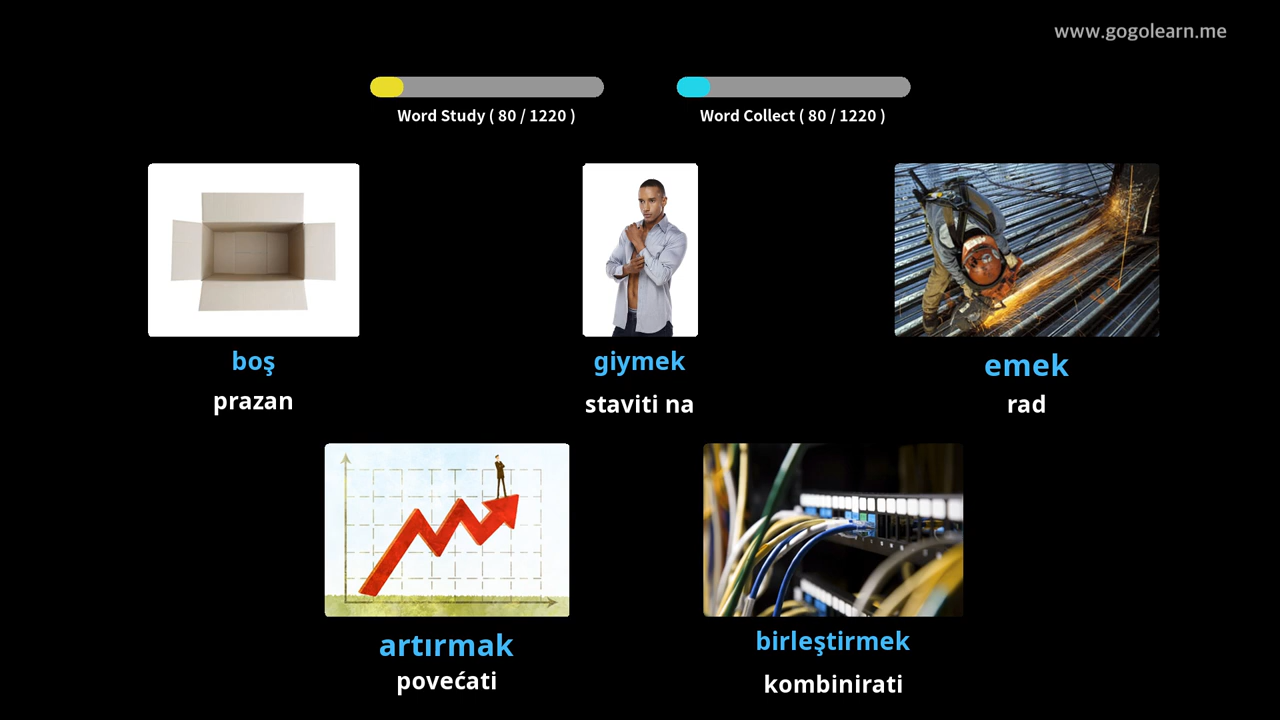 www.gogolearn.me
Word Study ( 80 / 1220 )
Word Collect ( 80 / 1220 )
boş
giymek
emek
prazan
staviti na
rad
artırmak
birleştirmek
povećati
kombinirati